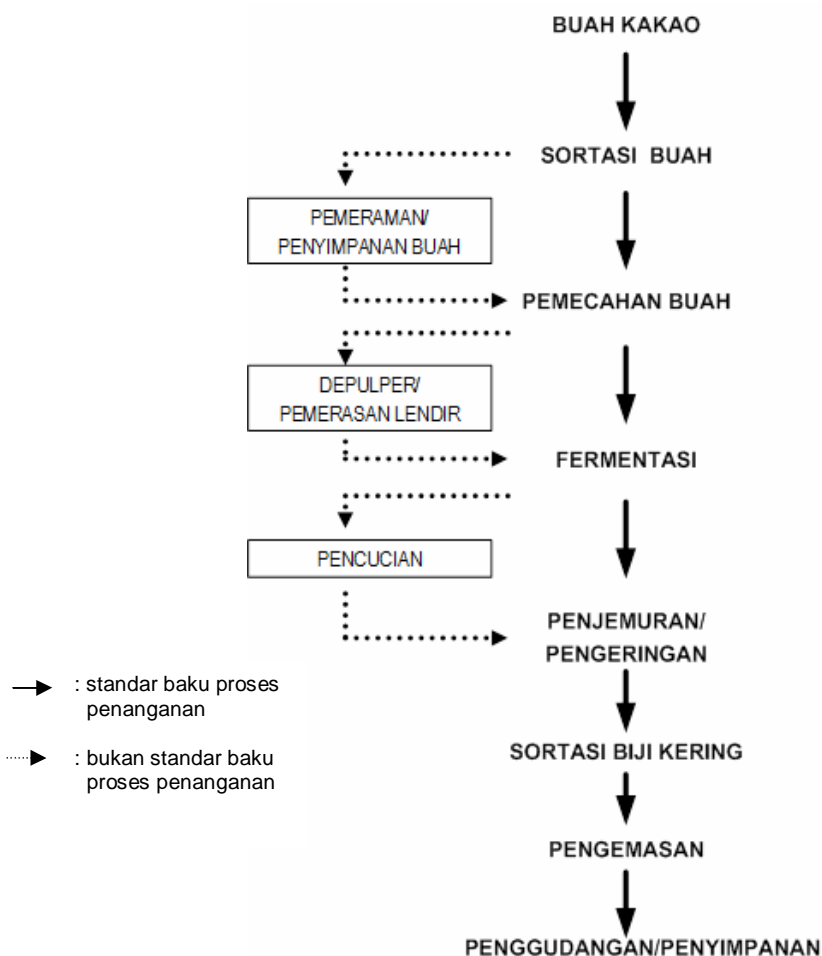 BUAH KAKAO
SORTASI BUAH
PEMERAMAN/
PENYIMPANAN BUAH
PEMECAHAN BUAH
DEPULPER/
PEMERASAN LENDIR
FERMENTASI
PENCUCIAN
PENJEMURAN/
PENGERINGAN
: standar baku proses
penanganan
SORTASI BIJI KERING
: bukan standar baku
proses penanganan
PENGEMASAN
PENGGUDANGAN/PENYIMPANAN